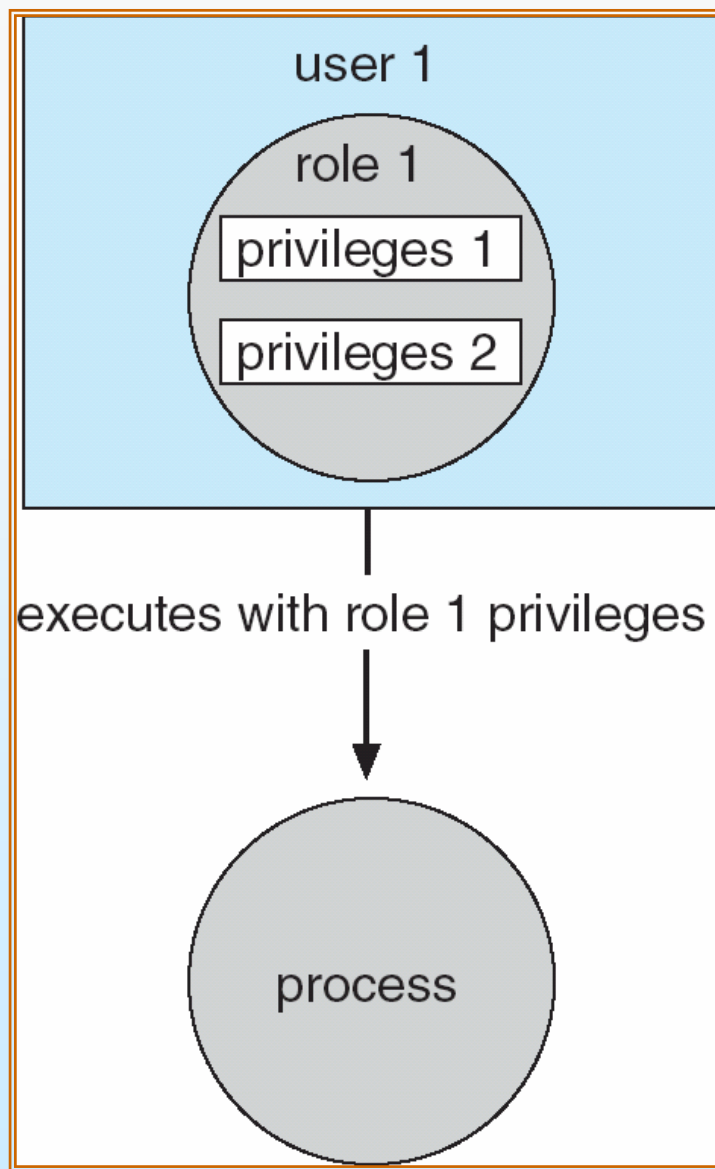 user 1
role 1
privileges 1
privileges 2
executes with role 1 privileges
process